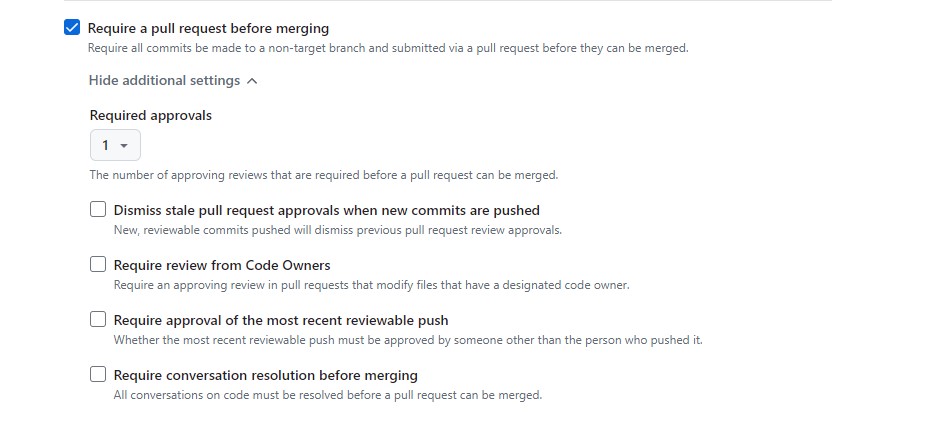 Require a pull request before merging
Require all commits be made to a non-target branch and submitted via a pull request before they can be merged.
Hide additional settings
Required approvals
1
The number of approving reviews that are required before a pull request can be merged.
Dismiss stale pull request approvals when new commits are pushed
New, reviewable commits pushed will dismiss previous pull request review approvals.
Require review from Code Owners
Require an approving review in pull requests that modify files that have a designated code owner.
Require approval of the most recent reviewable push
Whether the most recent reviewable push must be approved by someone other than the person who pushed it.
Require conversation resolution before merging
All conversations on code must be resolved before a pull request can be merged.